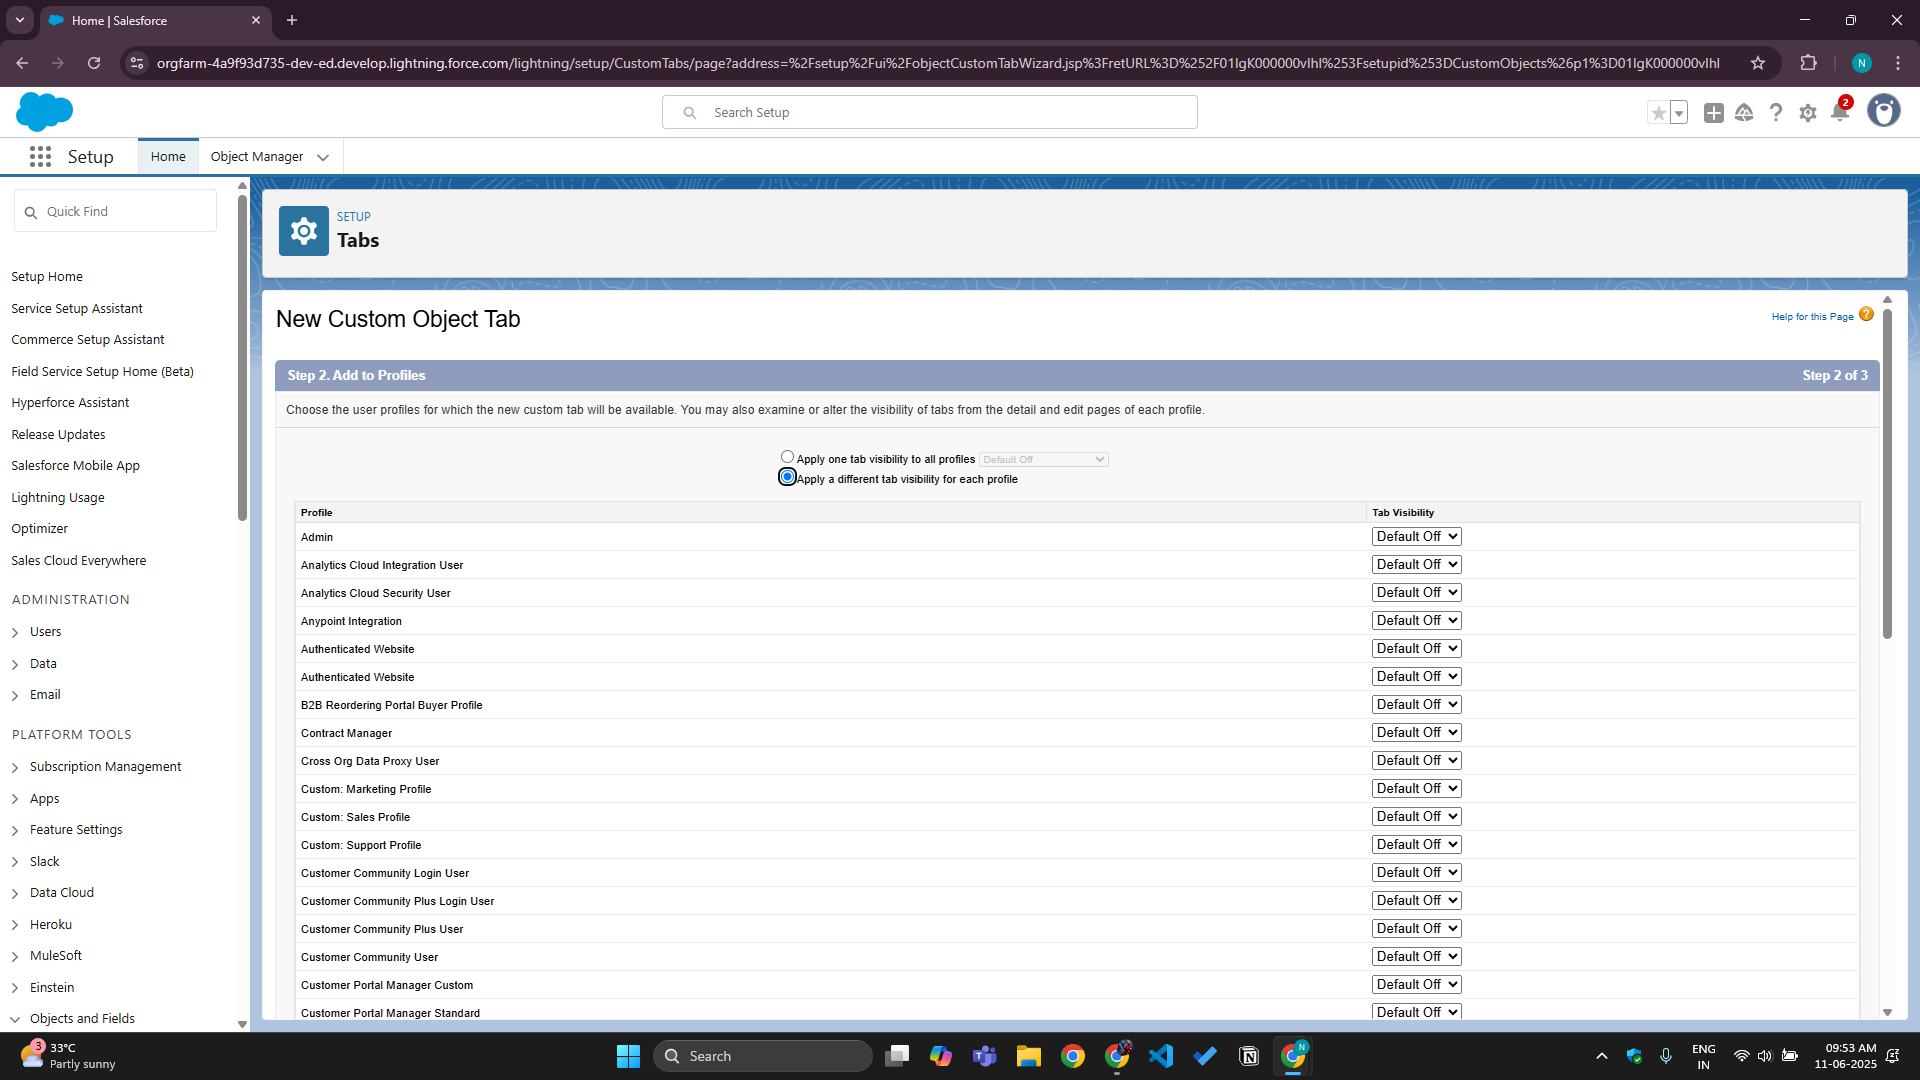 Home | Salesforce
orgfarm-4a9f93d735-dev-ed.develop.lightning.force.com/lightning/setup/CustomTabs/page?address=%2Fsetup%2Fui%2FobjectCustomTabWizard.jsp%3FretURL%3D%252F01IgK000000vIhI%253Fsetupid%253DCustomObjects%26p1%3D01IgK000000vIhI
N
Search Setup
2
Setup
Home
Object Manager
Quick Find
Setup Home
Service Setup Assistant
Commerce Setup Assistant
Field Service Setup Home (Beta)
Hyperforce Assistant
Release Updates
Salesforce Mobile App
Lightning Usage
Optimizer
Sales Cloud Everywhere
ADMINISTRATION
Users
Data
Email
PLATFORM TOOLS
Subscription Management
Apps
Feature Settings
Slack
Data Cloud
Heroku
MuleSoft
Einstein
Objects and Fields
SETUP
Tabs
New Custom Object Tab
Help for this Page ?
Step 2. Add to Profiles Step 2 of 3
Choose the user profiles for which the new custom tab will be available. You may also examine or alter the visibility of tabs from the detail and edit pages of each profile.
Apply one tab visibility to all profiles Default Off
Apply a different tab visibility for each profile
Profile Tab Visibility
Admin Default Off
Analytics Cloud Integration User Default Off
Analytics Cloud Security User Default Off
Anypoint Integration Default Off
Authenticated Website Default Off
Authenticated Website Default Off
B2B Reordering Portal Buyer Profile Default Off
Contract Manager Default Off
Cross Org Data Proxy User Default Off
Custom: Marketing Profile Default Off
Custom: Sales Profile Default Off
Custom: Support Profile Default Off
Customer Community Login User Default Off
Customer Community Plus Login User Default Off
Customer Community Plus User Default Off
Customer Community User Default Off
Customer Portal Manager Custom Default Off
Customer Portal Manager Standard Default Off
3
33°C
Partly sunny
Search
N
ENG
IN
09:53 AM
11-06-2025